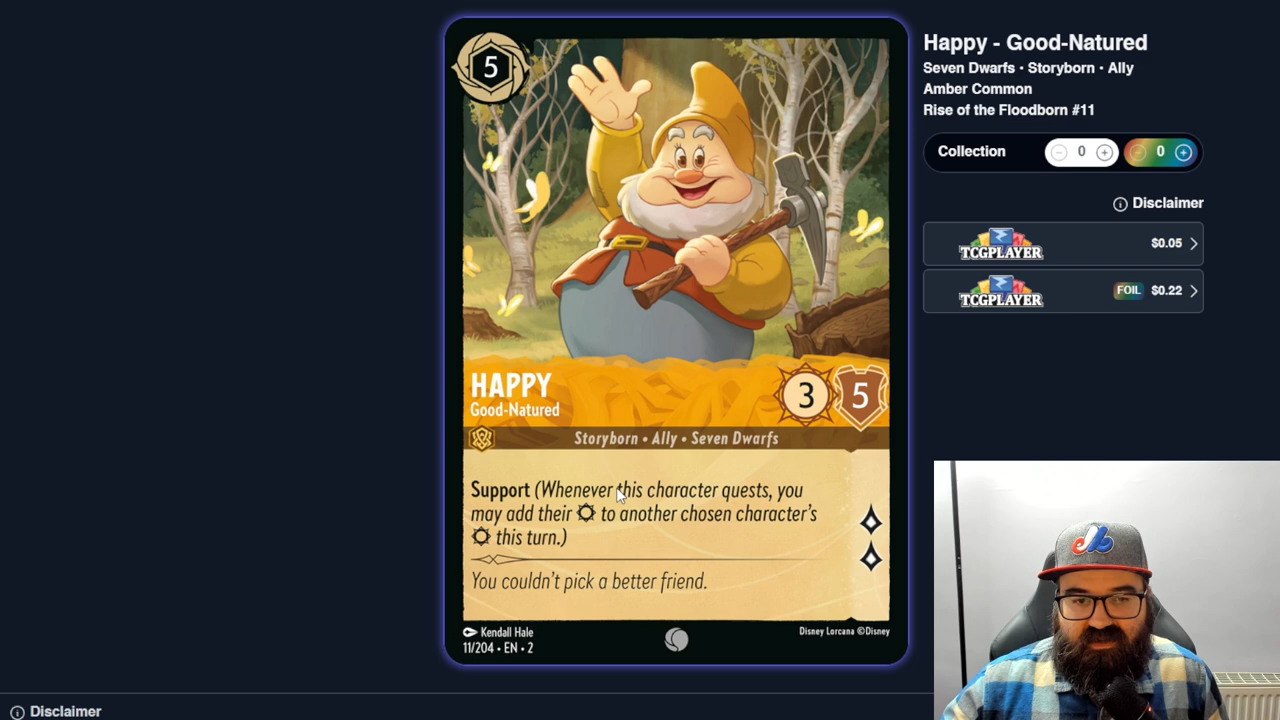 5
HAPPY
Good-Natured
3
5
Storyborn • Ally • Seven Dwarfs
Support (Whenever this character quests, you
may add their to another chosen character's
this turn.)
You couldn't pick a better friend.
Kendall Hale
11/204 • EN • 2
Disney Lorcana ©Disney
Happy - Good-Natured
Seven Dwarfs • Storyborn • Ally
Amber Common
Rise of the Floodborn #11
Collection
0
0
Disclaimer
TCGPLAYER
$0.05
TCGPLAYER
FOIL $0.22
Disclaimer